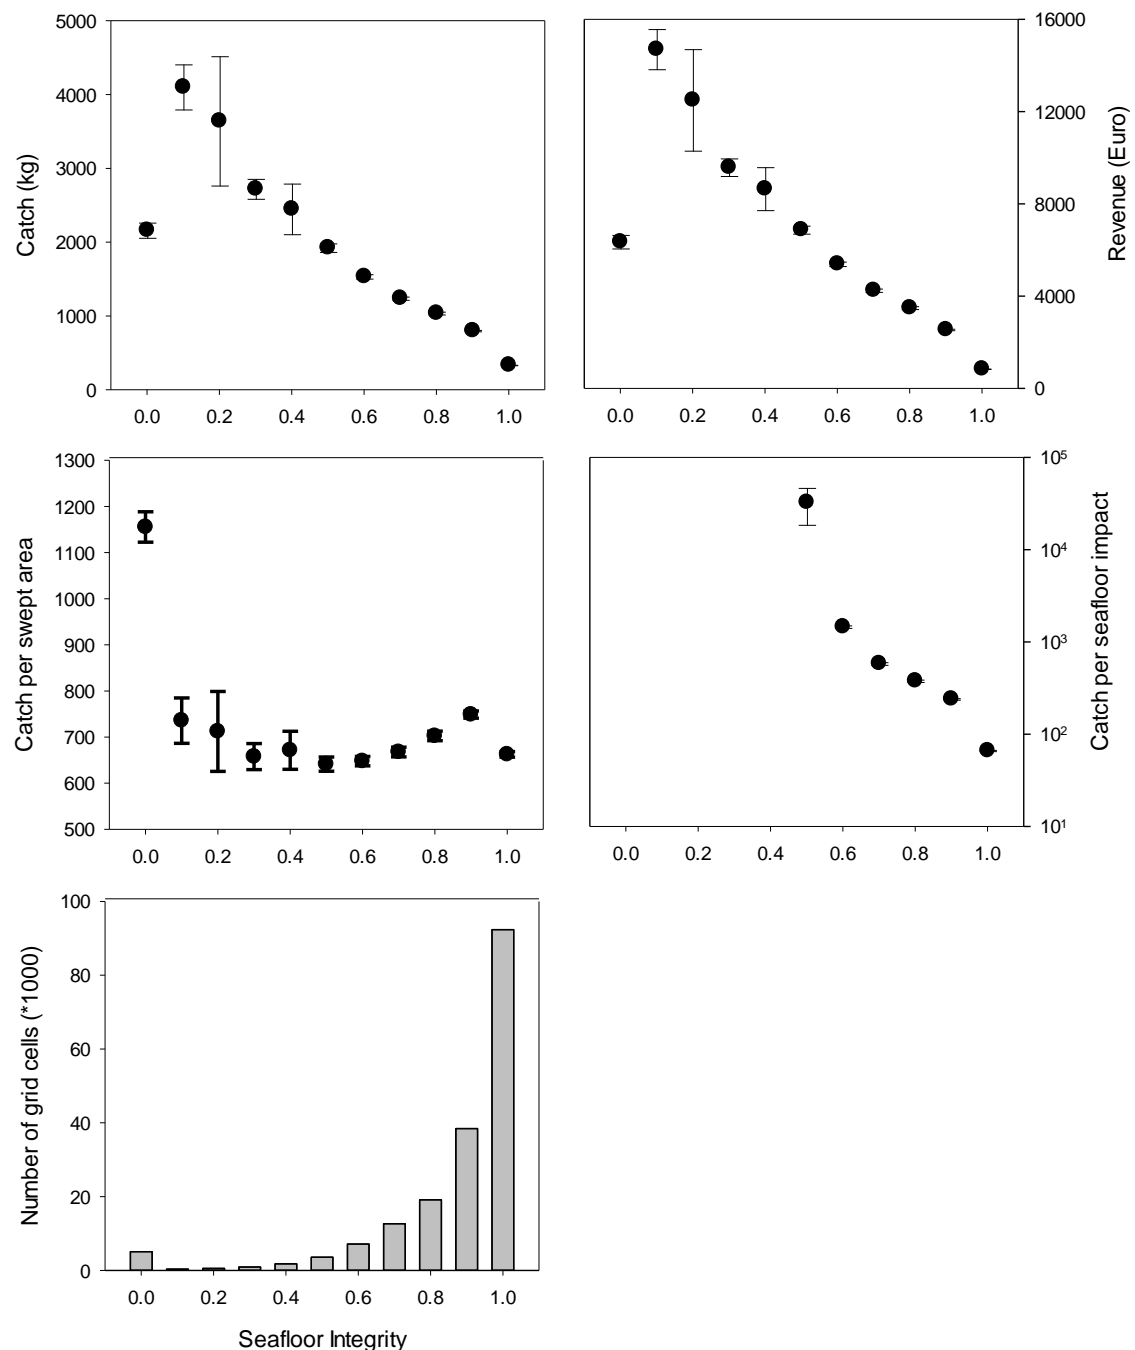 Catch (kg)
5000
4000
3000
2000
1000
0
0.0 0.2 0.4 0.6 0.8 1.0
Revenue (Euro)
16000
12000
8000
4000
0
0.0 0.2 0.4 0.6 0.8 1.0
Catch per swept area
1300
1200
1100
1000
900
800
700
600
500
0.0 0.2 0.4 0.6 0.8 1.0
Catch per seafloor impact
10⁵
10⁴
10³
10²
10¹
0.0 0.2 0.4 0.6 0.8 1.0
Number of grid cells (*1000)
100
80
60
40
20
0
0.0 0.2 0.4 0.6 0.8 1.0
Seafloor Integrity